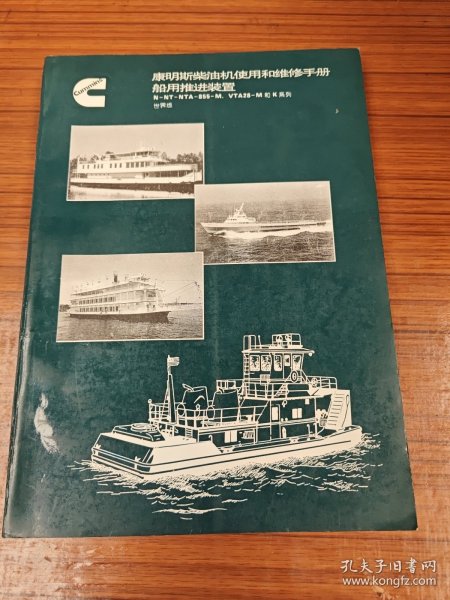 Cummins
康明斯柴油机使用和维修手册
船用推进装置
N-NT-NTA-855-M, VTA28-M 和 K 系列
世界插
孔夫子旧书网
www.kongfz.com